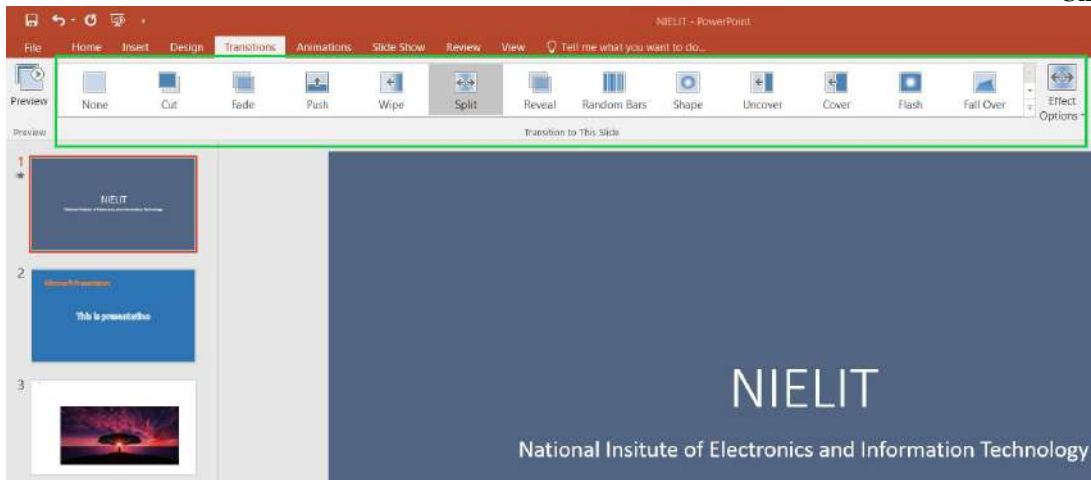 NIELIT - PowerPoint
File Home Insert Design Transitions Animations Slide Show Review View Tell me what you want to do...
Preview None Cut Fade Push Wipe Split Reveal Random Bars Shape Uncover Cover Flash Fall Over Effect Options
Preview Transition to This Slide
1
NIELIT
2
This is presentation
3
NIELIT
National Insitute of Electronics and Information Technology